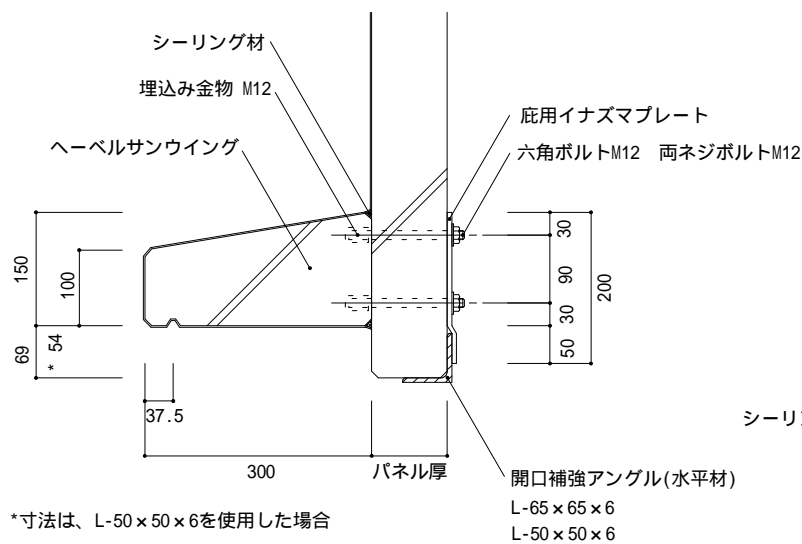 シーリング材
埋込み金物 M12
ヘーベルサンウイング
庇用イナズマプレート
六角ボルトM12 両ネジボルトM12
150
100
69
54
*
37.5
300
パネル厚
30
90
30
50
200
開口補強アングル(水平材)
L-65×65×6
L-50×50×6
シーリ
*寸法は、L-50×50×6を使用した場合